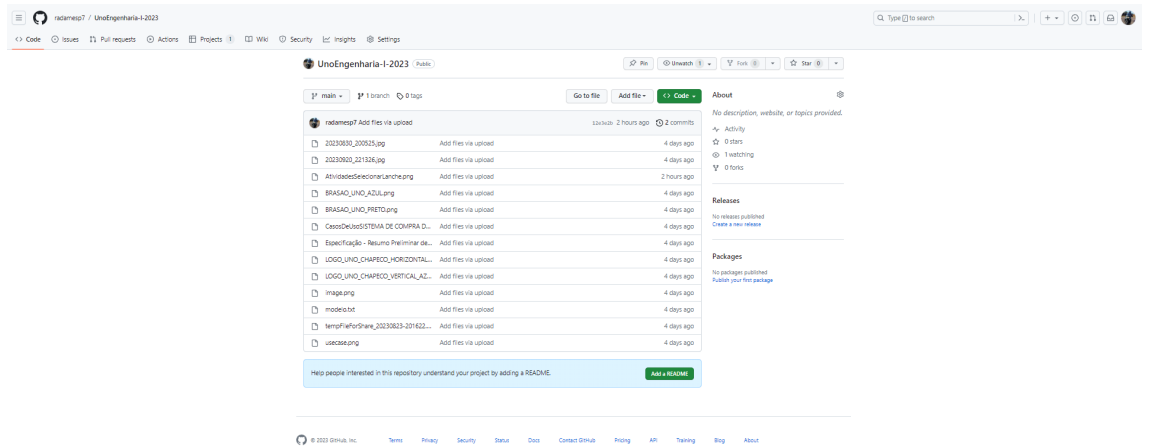 radamesp7 / UnoEngenharia-I-2023
Type / to search
Code Issues Pull requests Actions Projects 1 Wiki Security Insights Settings
UnoEngenharia-I-2023 Public
Pin Unwatch 1 Fork 0 Star 0
main 1 branch 0 tags
Go to file Add file Code
About
No description, website, or topics provided.
Activity
0 stars
1 watching
0 forks
radamesp7 Add files via upload 2 hours ago 2 commits
20230830_200525.jpg Add files via upload 4 days ago
20230920_221326.jpg Add files via upload 4 days ago
AtividadesSelecionarLanche.png Add files via upload 2 hours ago
BRASAO_UNO_AZUL.png Add files via upload 4 days ago
BRASAO_UNO_PRETO.png Add files via upload 4 days ago
CasosDeUsoSISTEMA DE COMPRA D... Add files via upload 4 days ago
Especificação - Resumo Preliminar de... Add files via upload 4 days ago
LOGO_UNO_CHAPECO_HORIZONTAL... Add files via upload 4 days ago
LOGO_UNO_CHAPECO_VERTICAL_AZ... Add files via upload 4 days ago
image.png Add files via upload 4 days ago
modelo.txt Add files via upload 4 days ago
tempFileForShare_20230823-201622.... Add files via upload 4 days ago
usecase.png Add files via upload 4 days ago
Releases
No releases published
Create a new release
Packages
No packages published
Publish your first package
Help people interested in this repository understand your project by adding a README.
Add a README
© 2023 GitHub, Inc. Terms Privacy Security Status Docs Contact GitHub Pricing API Training Blog About